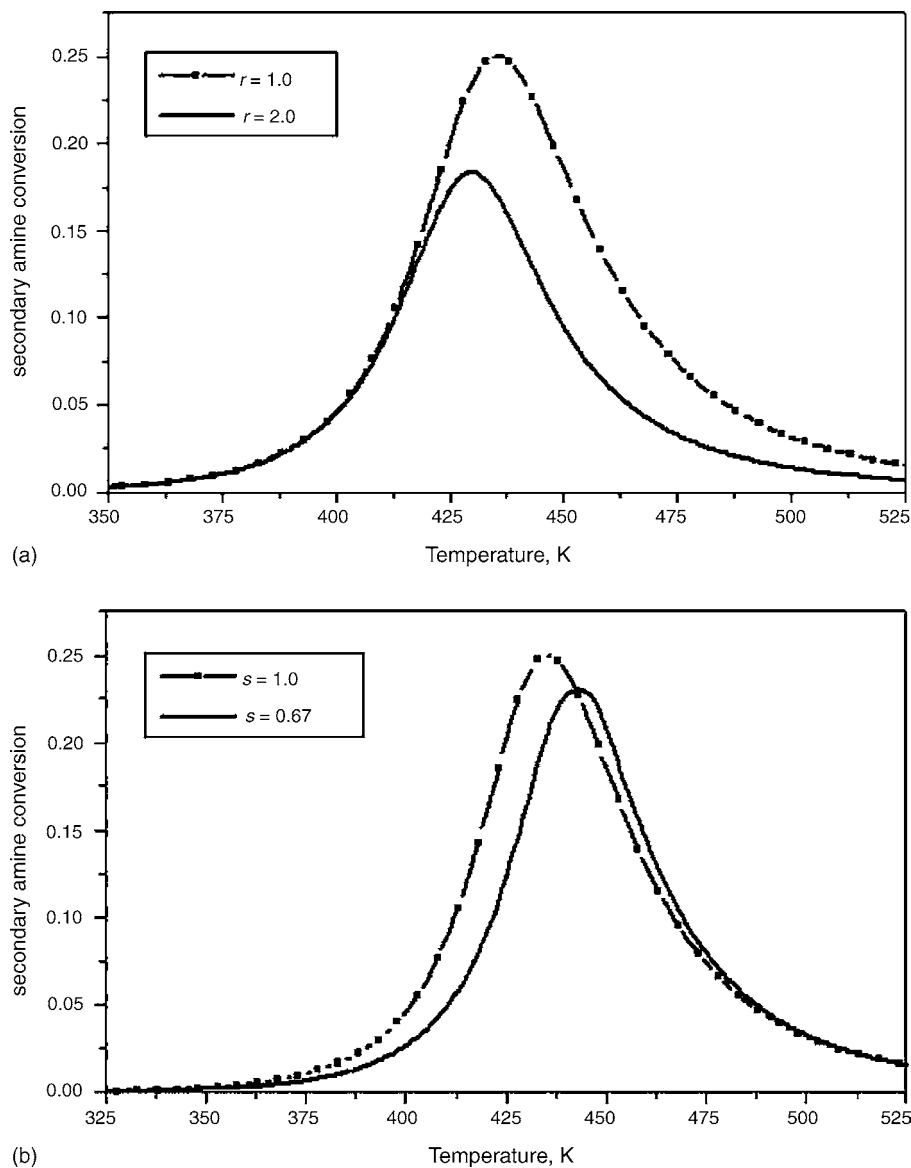 0.25
0.20
0.15
0.10
0.05
0.00
secondary amine conversion
r = 1.0
r = 2.0
350 375 400 425 450 475 500 525
Temperature, K
(a)
0.25
0.20
0.15
0.10
0.05
0.00
secondary amine conversion
s = 1.0
s = 0.67
325 350 375 400 425 450 475 500 525
Temperature, K
(b)